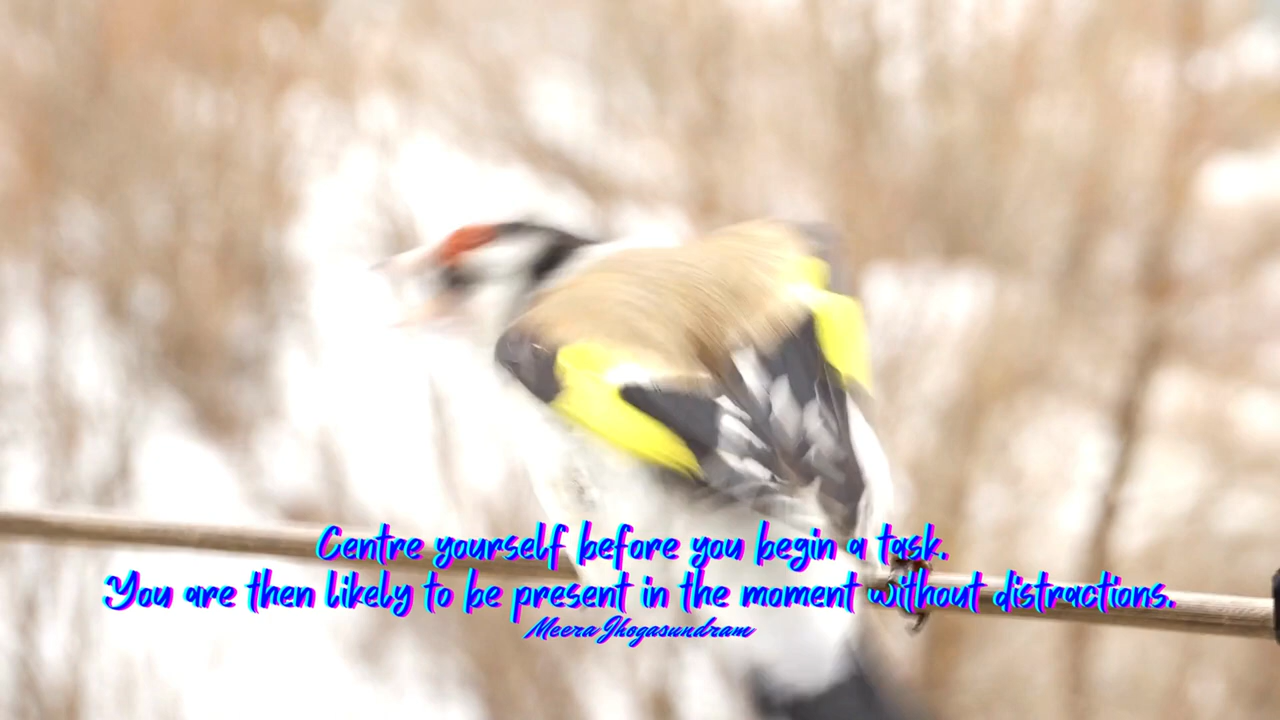 Centre yourself before you begin a task.
You are then likely to be present in the moment without distractions.
Meera Jhogasundram